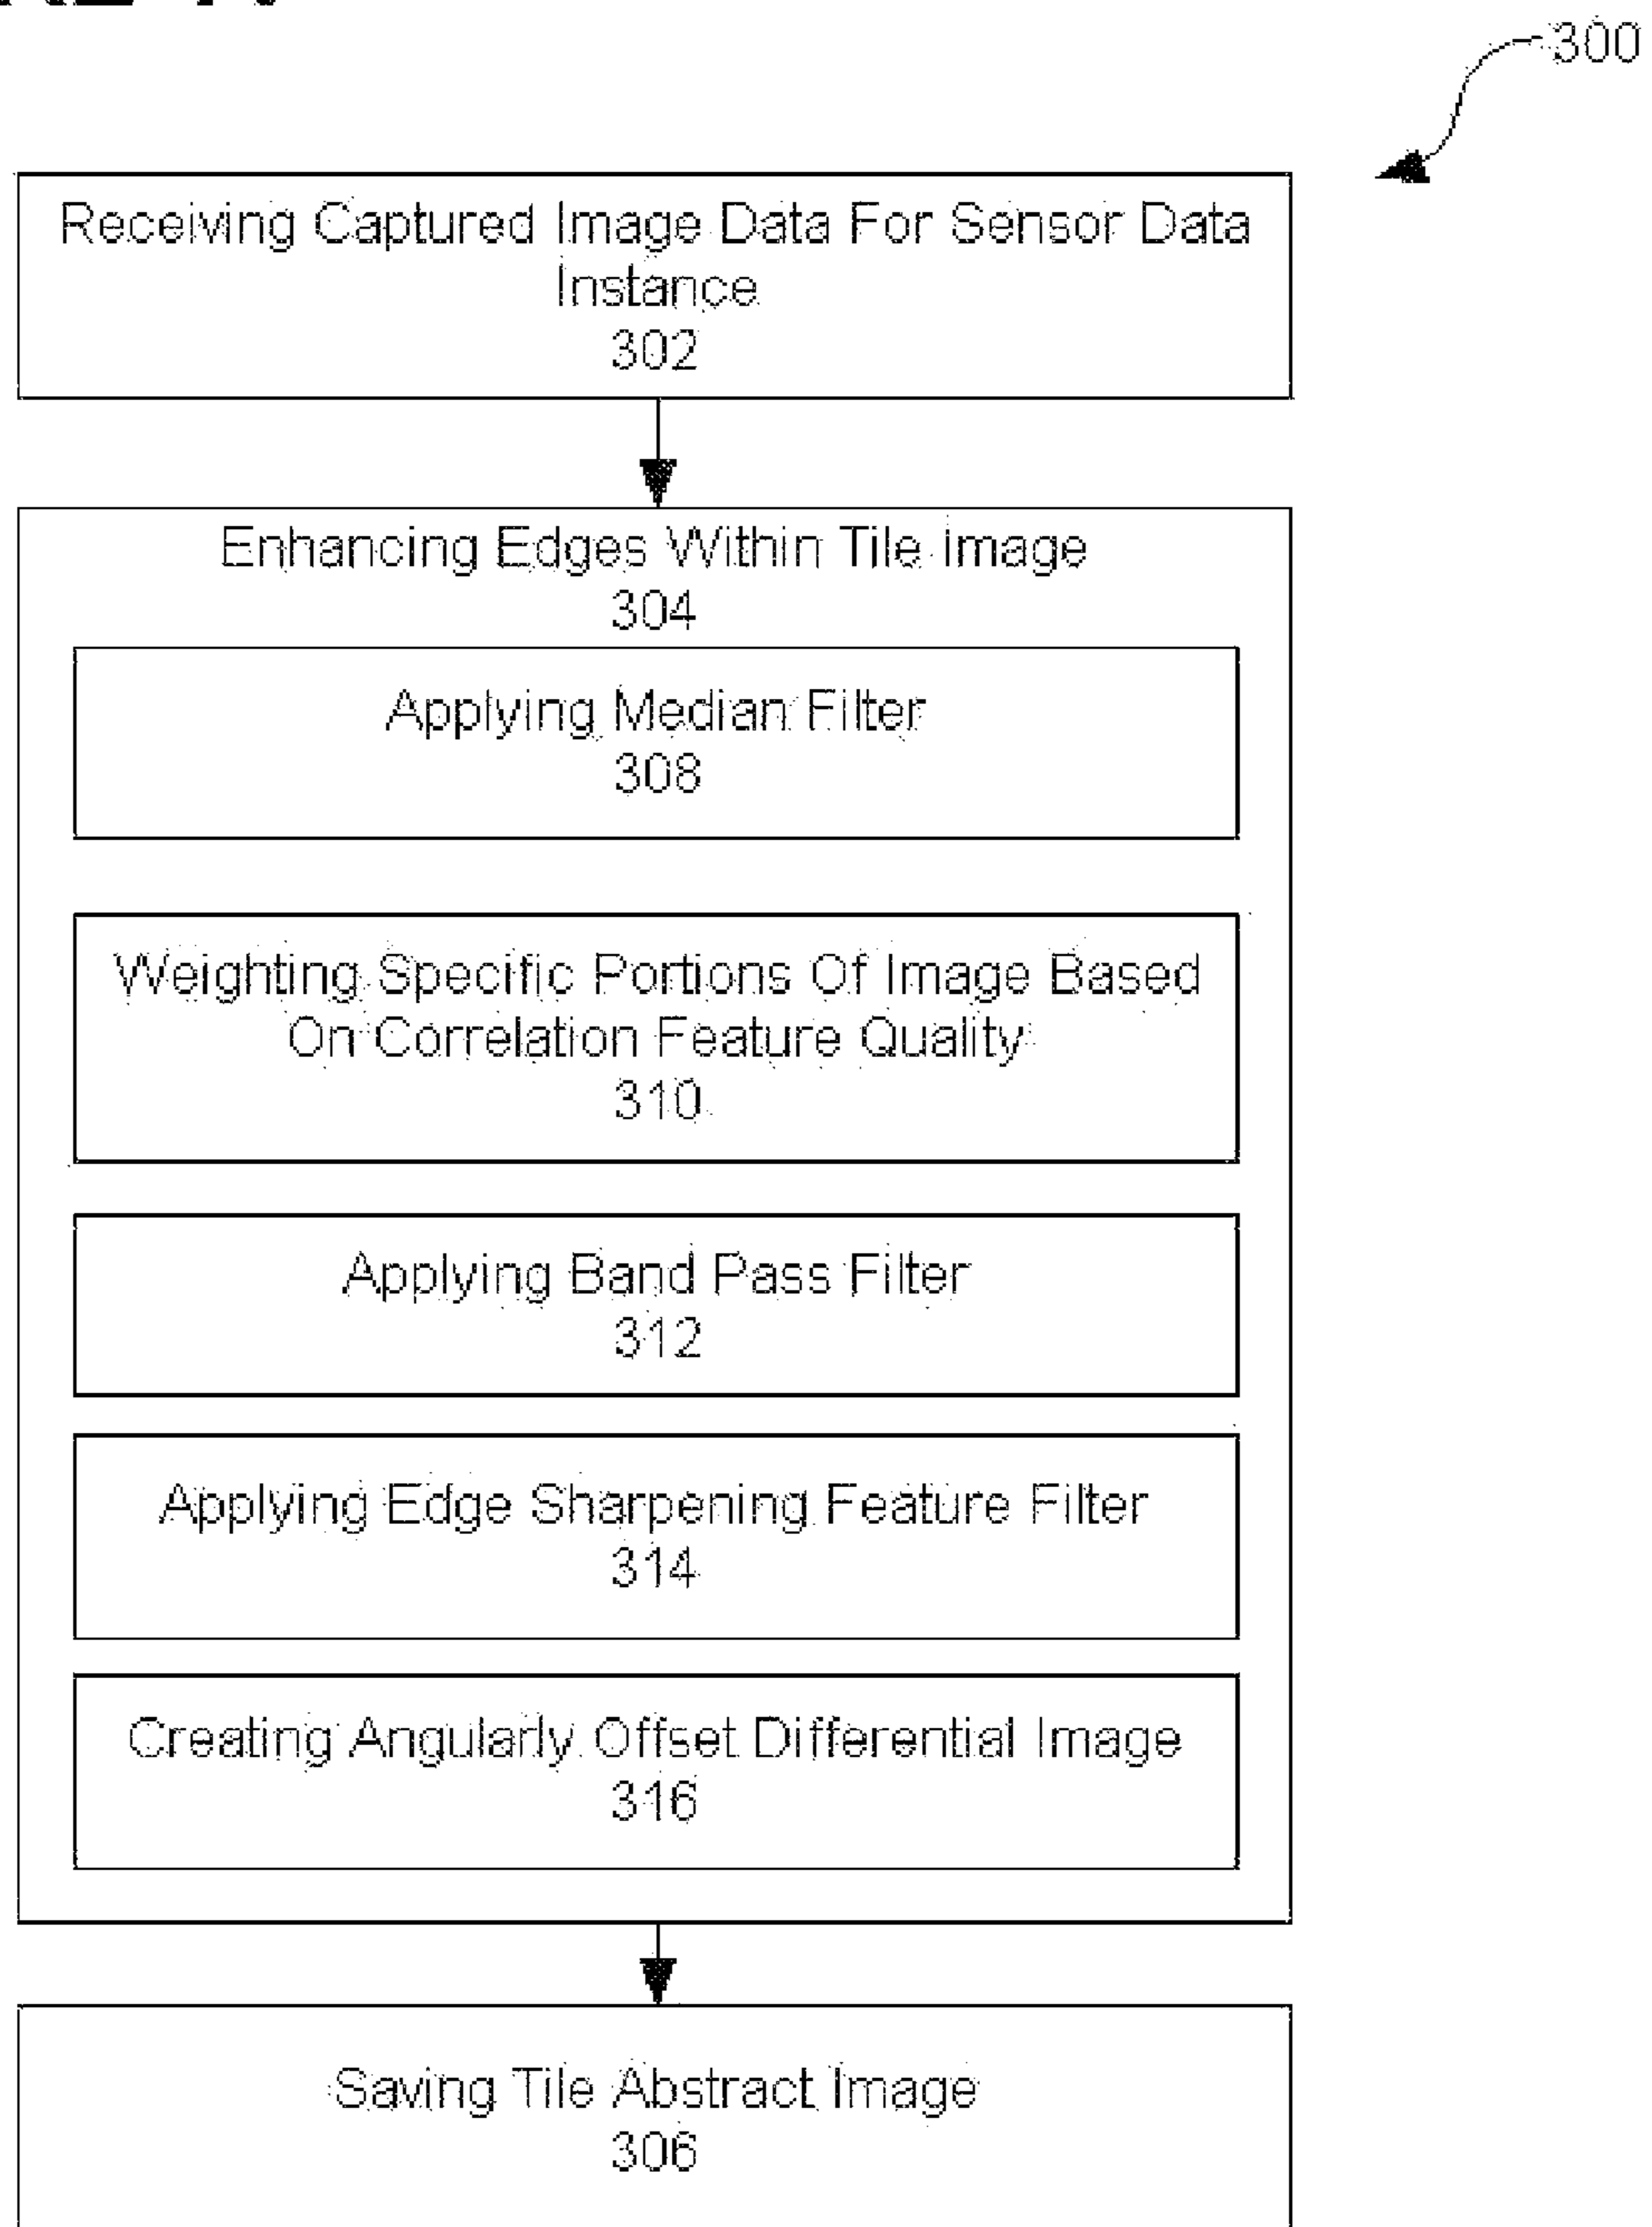 300
Receiving Captured Image Data For Sensor Data
Instance
302
Enhancing Edges Within Tile Image
304
Applying Median Filter
308
Weighting Specific Portions Of Image Based
On Correlation Feature Quality
310
Applying Band Pass Filter
312
Applying Edge Sharpening Feature Filter
314
Creating Angularly Offset Differential Image
316
Saving Tile Abstract Image
306